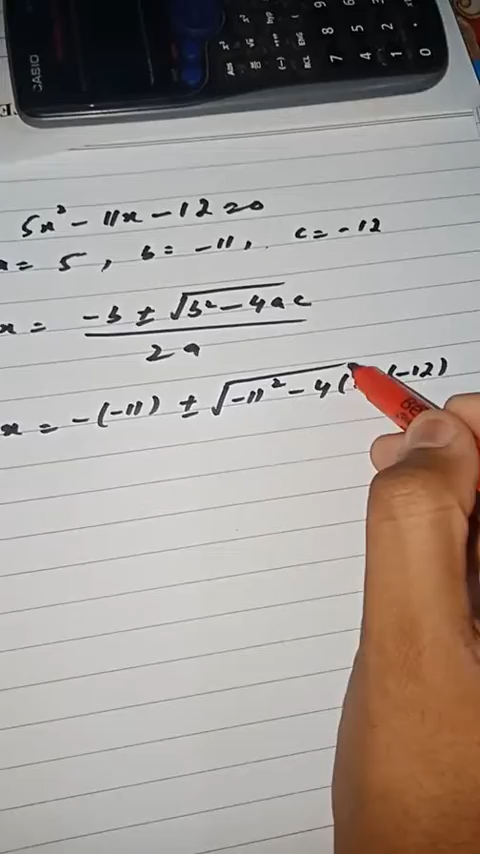 CASIO
5x² - 11x - 12 = 0
a = 5, b = -11, c = -12
x = -b ± √b² - 4ac / 2a
x = -(-11) ± √-11² - 4( (-12)